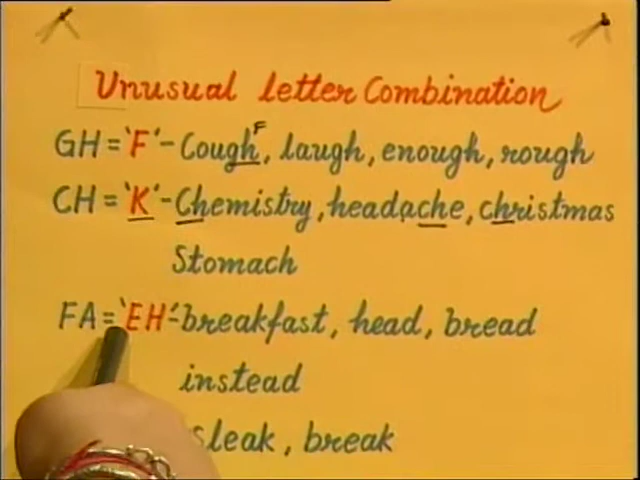 Unusual letter Combination
GH = 'F' - Cough, laugh, enough, rough
F
CH = 'K' - Chemistry, headache, christmas
Stomach
FA = 'EH' - breakfast, head, bread
instead
break